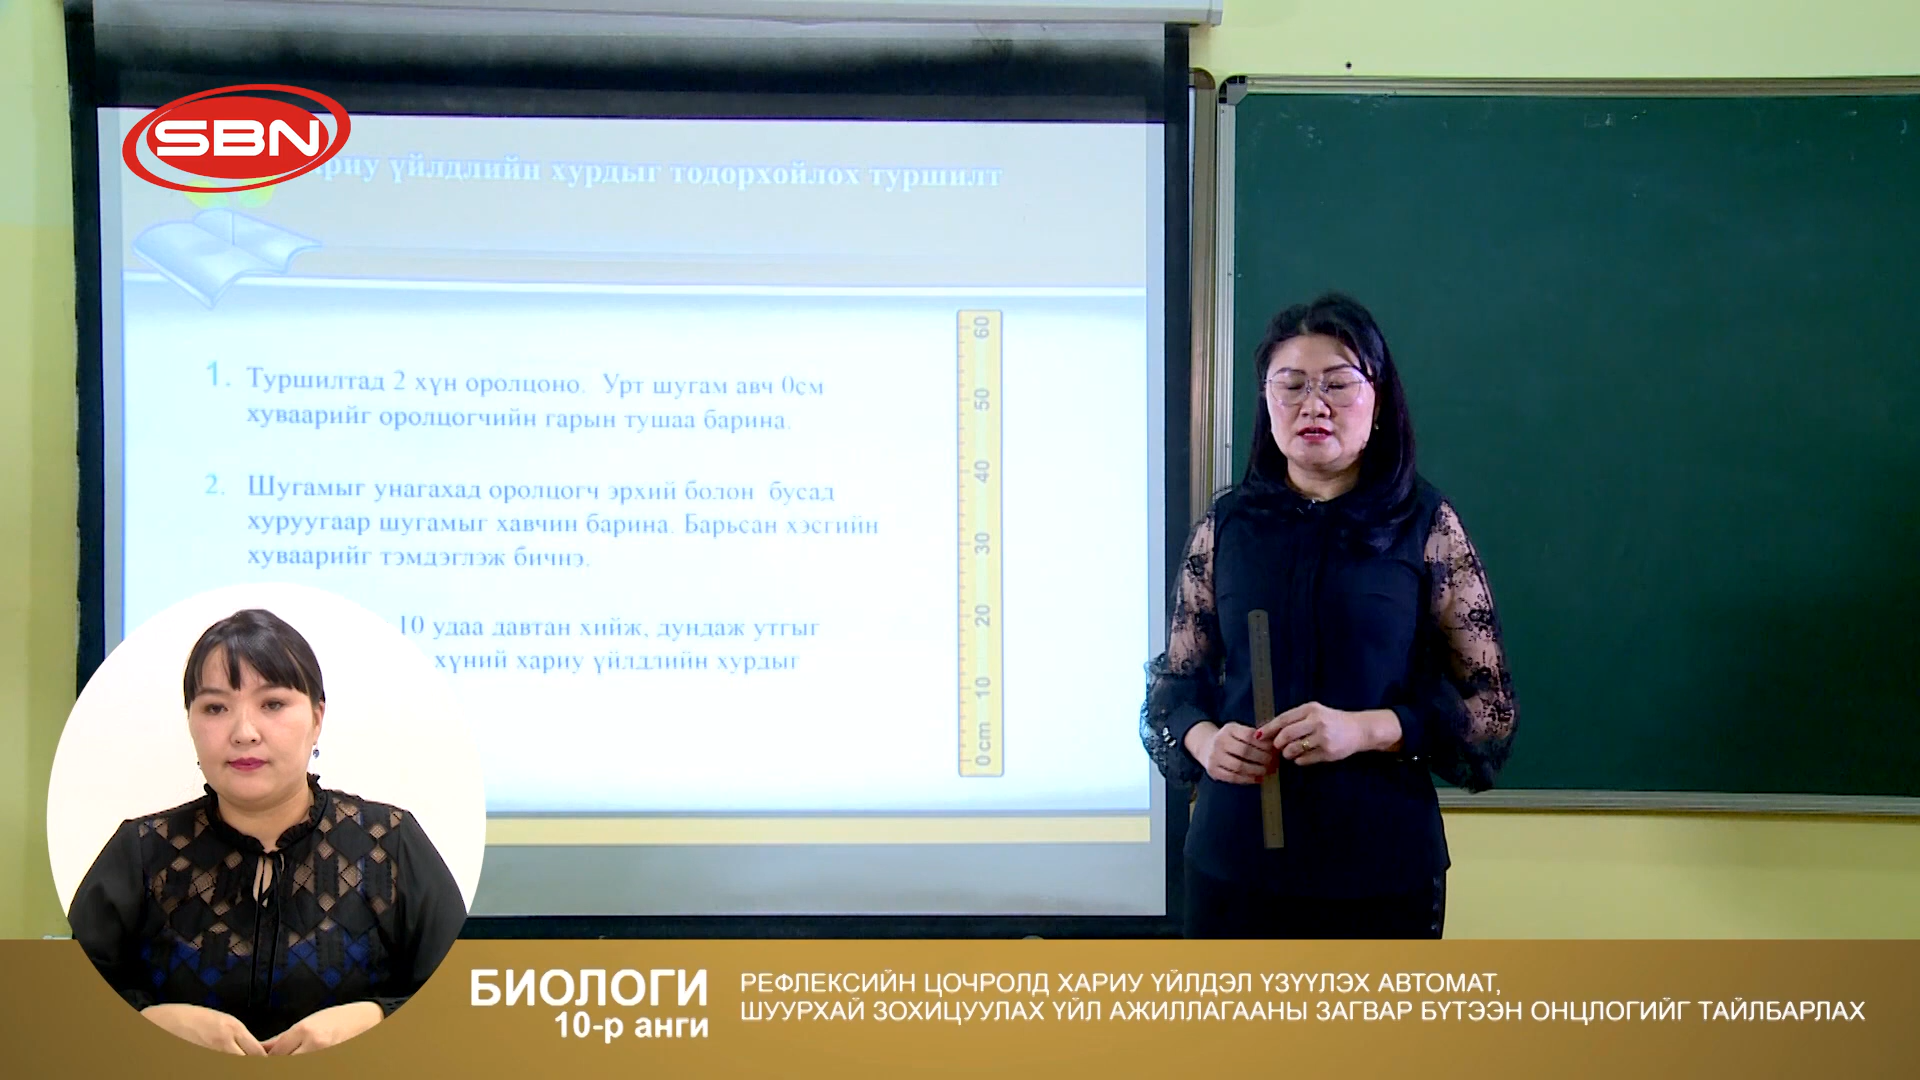 SBN
үйлдлийн хурдыг тодорхойлох туршилт
1. Туршилтад 2 хүн оролцоно. Урт шугам авч 0см
хуваарийг оролцогчийн гарын тушаа барина.
2. Шугамыг унагахад оролцогч эрхий болон бусад
хуруугаар шугамыг хавчин барина. Барьсан хэсгийн
хуваарийг тэмдэглэж бичнэ.
10 удаа давтан хийж, дундаж утгыг
хүний хариу үйлдлийн хурдыг
60
50
40
30
20
10
0 cm
БИОЛОГИ
10-р анги
РЕФЛЕКСИЙН ЦОЧРОЛД ХАРИУ ҮЙЛДЭЛ ҮЗҮҮЛЭХ АВТОМАТ,
ШУУРХАЙ ЗОХИЦУУЛАХ ҮЙЛ АЖИЛЛАГААНЫ ЗАГВАР БҮТЭЭН ОНЦЛОГИЙГ ТАЙЛБАРЛАХ